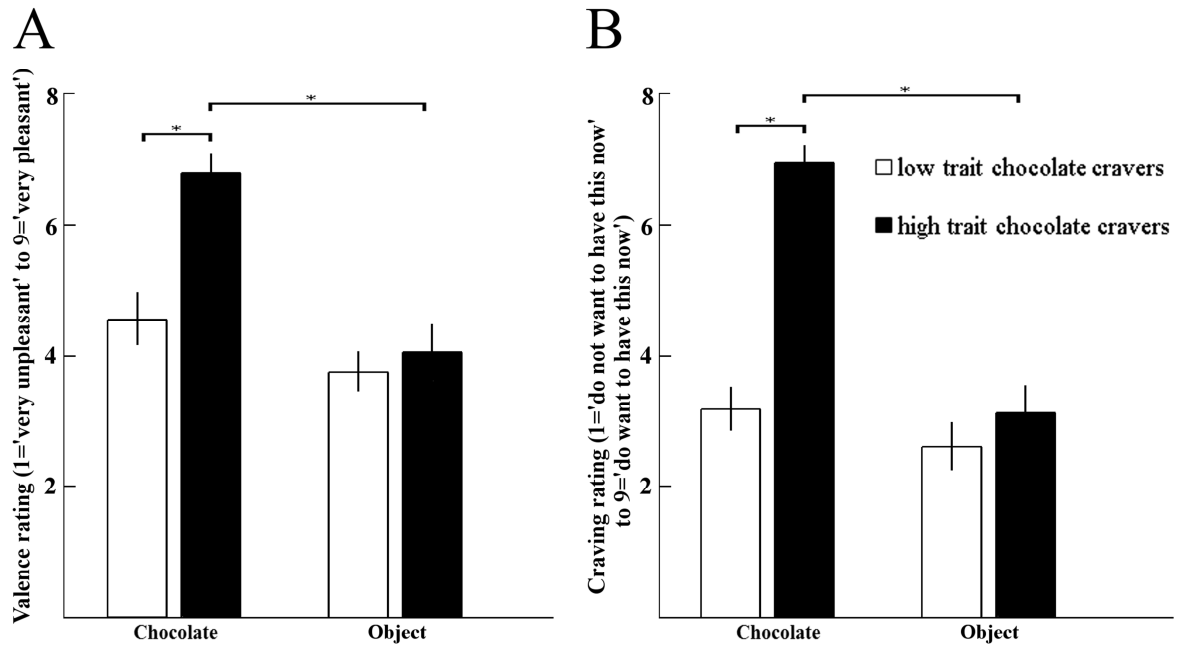 A
Valence rating (1='very unpleasant' to 9='very pleasant')
8
6
4
2
*
*
Chocolate
Object
B
Craving rating (1='do not want to have this now'
to 9='do want to have this now')
8
6
4
2
*
*
Chocolate
Object
low trait chocolate cravers
high trait chocolate cravers